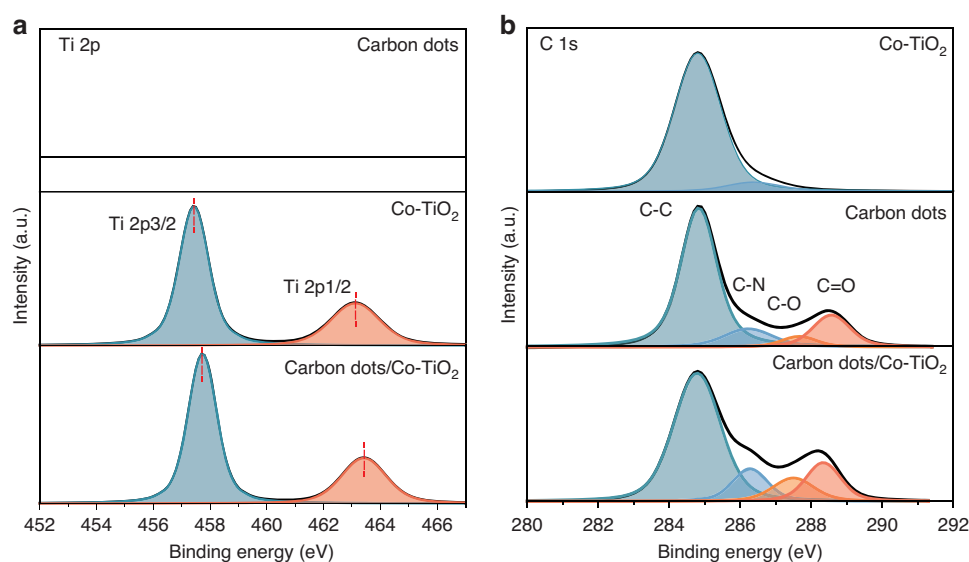 a
Ti 2p
Carbon dots
Co-TiO₂
Ti 2p3/2
Ti 2p1/2
Carbon dots/Co-TiO₂
Intensity (a.u.)
452 454 456 458 460 462 464 466
Binding energy (eV)
b
C 1s
Co-TiO₂
C-C
Carbon dots
C-N
C-O
C=O
Carbon dots/Co-TiO₂
Intensity (a.u.)
280 282 284 286 288 290 292
Binding energy (eV)